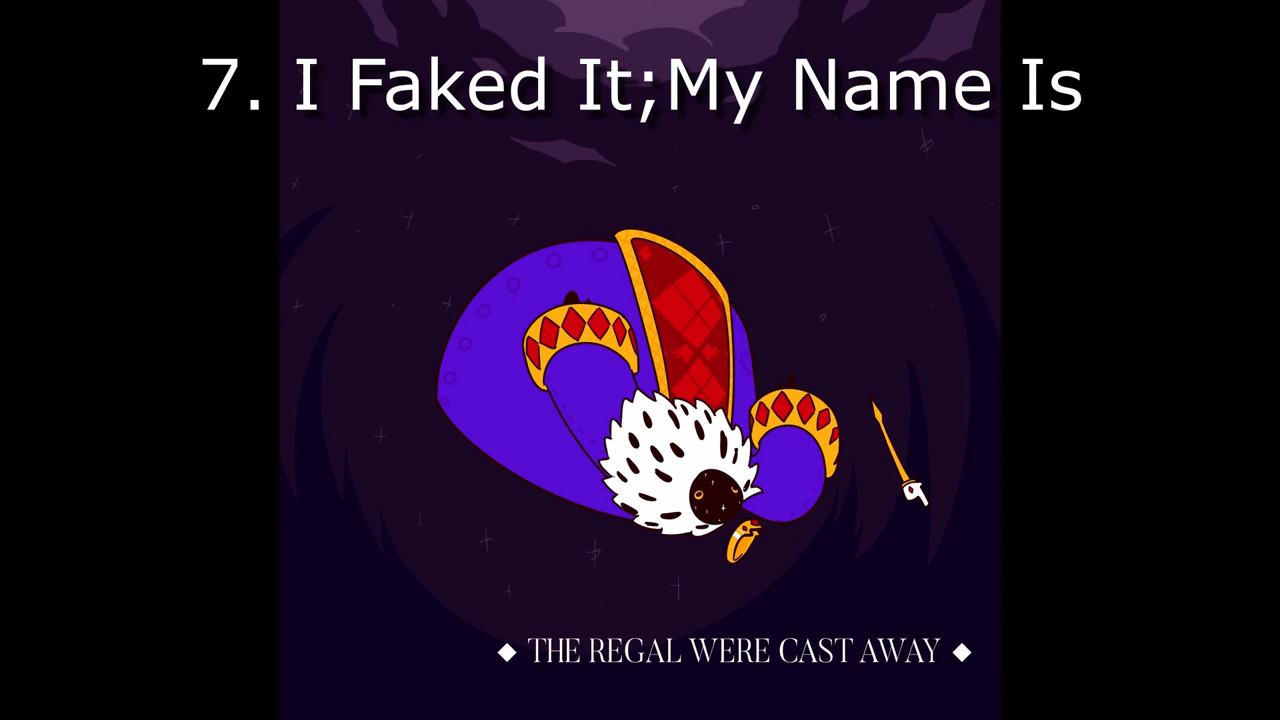 7. I Faked It;My Name Is
◆ THE REGAL WERE CAST AWAY ◆